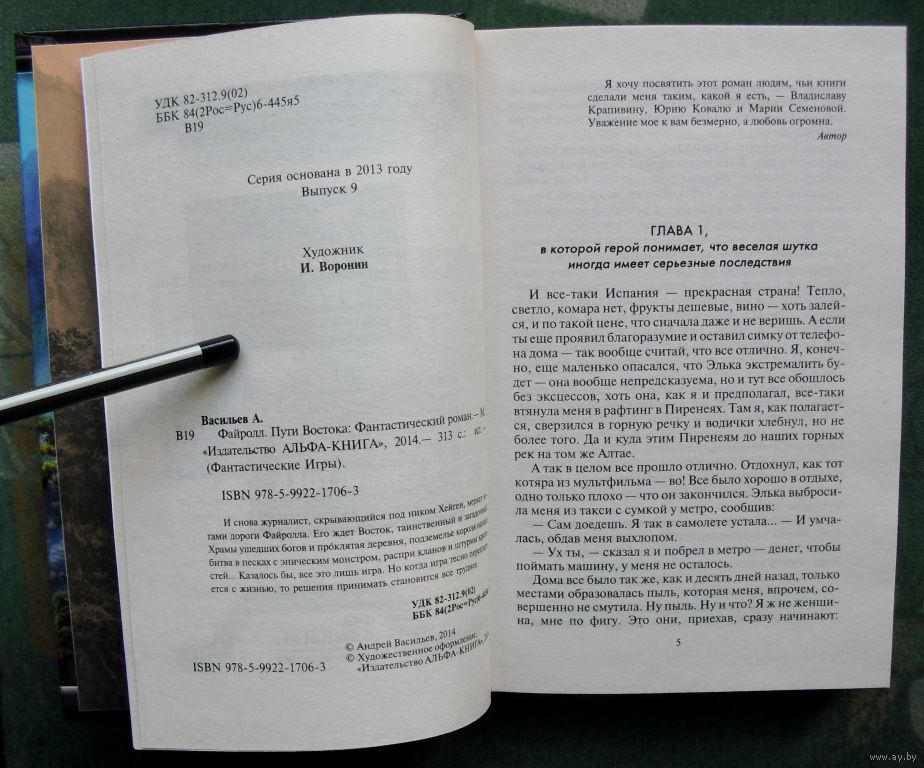 УДК 82-312.9(02)
ББК 84(2Рос=Рус)6-445я5
В19
Серия основана в 2013 году
Выпуск 9
Художник
И. Воронин
Васильев А.
В19 Файролл. Пути Востока: Фантастический роман.— М.
«Издательство АЛЬФА-КНИГА», 2014.— 313 с.: ил.—
(Фантастические Игры).
ISBN 978-5-9922-1706-3
И снова журналист, скрывающийся под ником Хейген, меряет
гами дороги Файролла. Его ждет Восток, таинственный и загадочный
Храмы ушедших богов и проклятая деревня, подземелье короля
битва в песках с эпическим монстром, распри кланов и штурмы
стей... Казалось бы, все это лишь игра. Но когда игра тесно
ется с жизнью, то решения принимать становится все труднее.
УДК 82-312.9(02)
ББК 84(2Рос=Рус)6-445я5
© Андрей Васильев, 2014
© Художественное оформление,
«Издательство АЛЬФА-КНИГА»,
ISBN 978-5-9922-1706-3
Я хочу посвятить этот роман людям, чьи книги
сделали меня таким, какой я есть, — Владиславу
Крапивину, Юрию Ковалю и Марии Семеновой.
Уважение мое к вам безмерно, а любовь огромна.
Автор
ГЛАВА 1,
в которой герой понимает, что веселая шутка
иногда имеет серьезные последствия
И все-таки Испания — прекрасная страна! Тепло,
светло, комара нет, фрукты дешевые, вино — хоть залей-
ся, и по такой цене, что сначала даже и не веришь. А если
ты еще проявил благоразумие и оставил симку от телефо-
на дома — так вообще считай, что все отлично. Я, конеч-
но, еще маленько опасался, что Элька экстремалить бу-
дет — она вообще непредсказуема, но и тут все обошлось
без эксцессов, хоть она, как я и предполагал, все-таки
втянула меня в рафтинг в Пиренеях. Там я, как полагает-
ся, сверзился в горную речку и водички хлебнул, но не
более того. Да и куда этим Пиренеям до наших горных
рек на том же Алтае.
А так в целом все прошло отлично. Отдохнул, как тот
котяра из мультфильма — во! Все было хорошо в отдыхе,
одно только плохо — что он закончился. Элька выброси-
ла меня из такси с сумкой у метро, сообщив:
— Сам доедешь. Я так в самолете устала... — И умча-
лась, обдав меня выхлопом.
— Ух ты, — сказал я и побрел в метро — денег, чтобы
поймать машину, у меня не осталось.
Дома все было так же, как и десять дней назад, только
местами образовалась пыль, которая меня, впрочем, со-
вершенно не смутила. Ну пыль. Ну и что? Я ж не женщи-
на, мне по фигу. Это они, приехав, сразу начинают:
5
www.ay.by